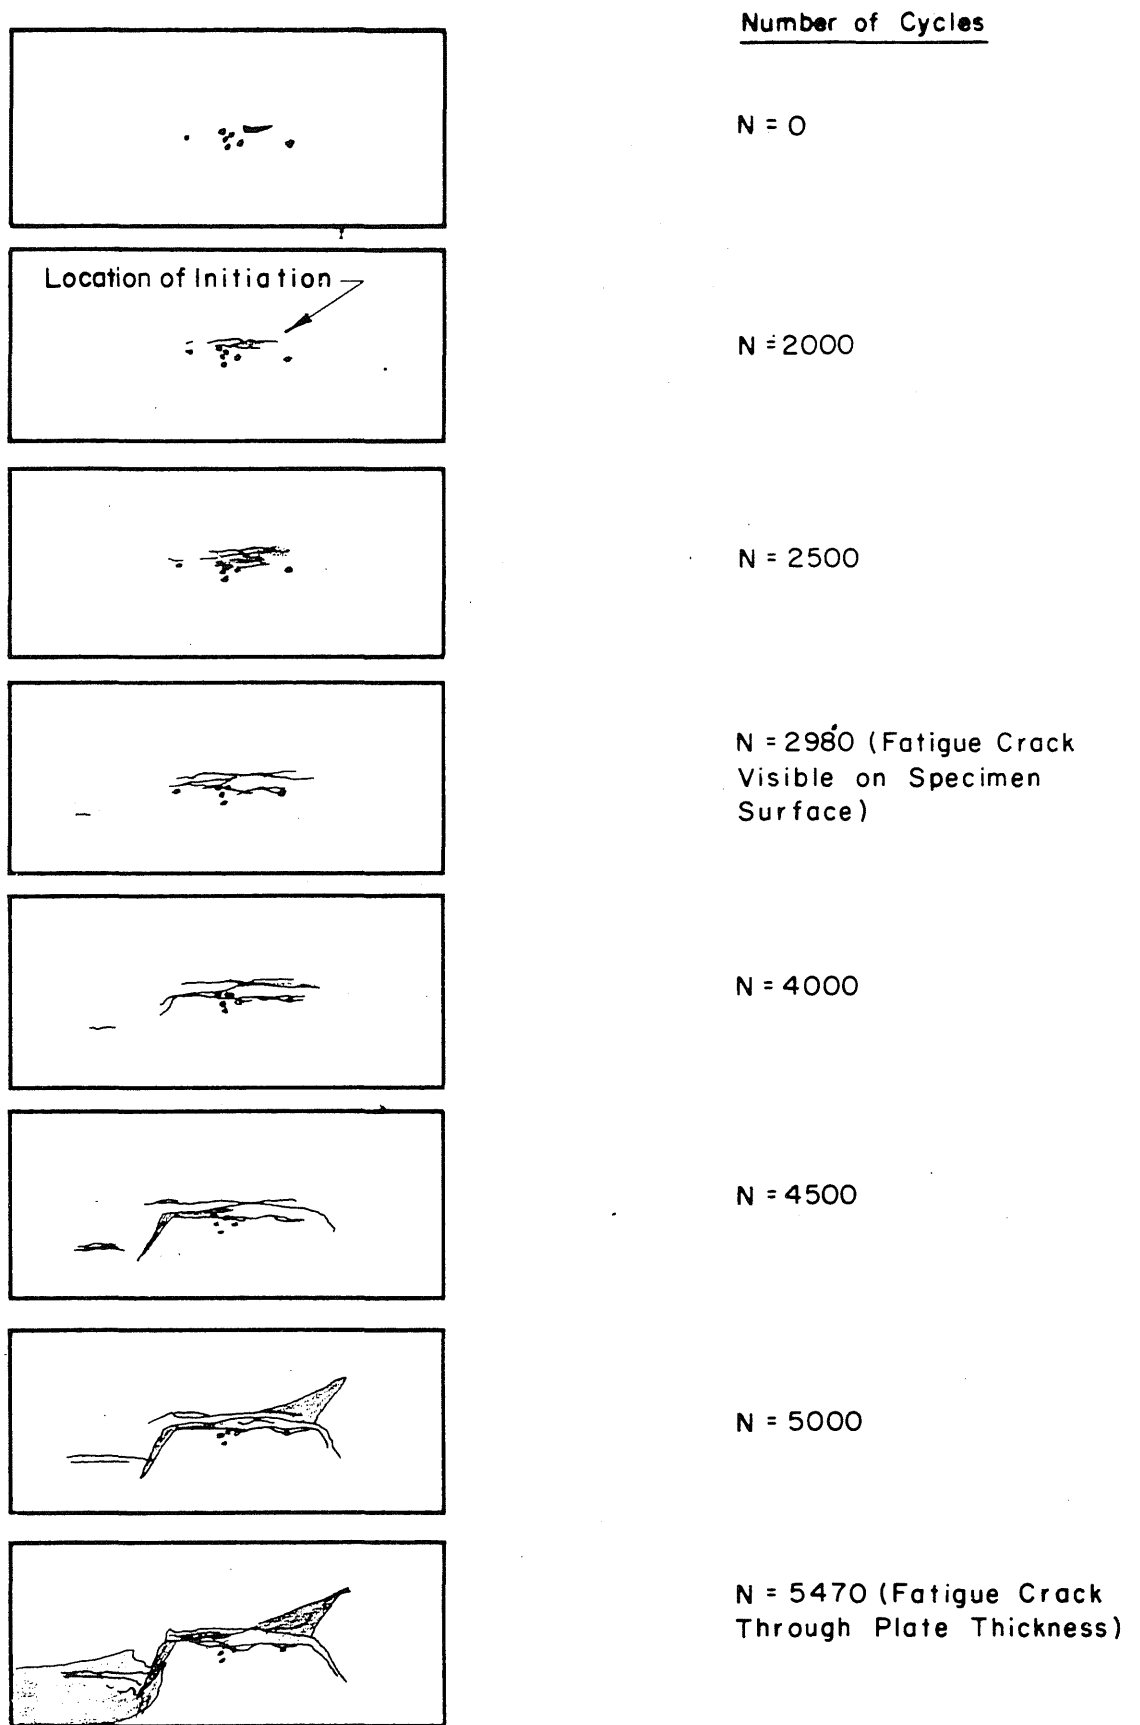 Number of Cycles
N = 0
Location of Initiation
N = 2000
N = 2500
N = 2980 (Fatigue Crack
Visible on Specimen
Surface)
N = 4000
N = 4500
N = 5000
N = 5470 (Fatigue Crack
Through Plate Thickness)